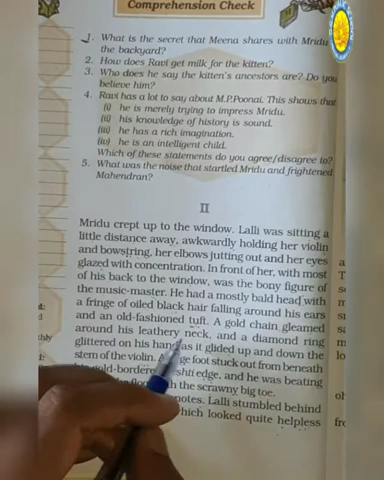 Comprehension Check
1. What is the secret that Meena shares with Mridu
the backyard?
2. How does Ravi get milk for the kitten?
3. Who does he say the kitten's ancestors are? Do you
believe him?
4. Ravi has a lot to say about M.P.Poonai. This shows that
(i) he is merely trying to impress Mridu.
(ii) his knowledge of history is sound.
(iii) he has a rich imagination.
(iv) he is an intelligent child.
Which of these statements do you agree/disagree to?
5. What was the noise that startled Mridu and frightened
Mahendran?
II
Mridu crept up to the window. Lalli was sitting a
little distance away, awkwardly holding her violin
and bowstring, her elbows jutting out and her eyes
glazed with concentration. In front of her, with most
of his back to the window, was the bony figure of
the music-master. He had a mostly bald head with
a fringe of oiled black hair falling around his ears
and an old-fashioned tuft. A gold chain gleamed
around his leathery neck, and a diamond ring
glittered on his hand as it glided up and down the
stem of the violin. A foot stuck out from beneath
gold-bordered edge, and he was beating
the scrawny big toe.
notes. Lalli stumbled behind
which looked quite helpless